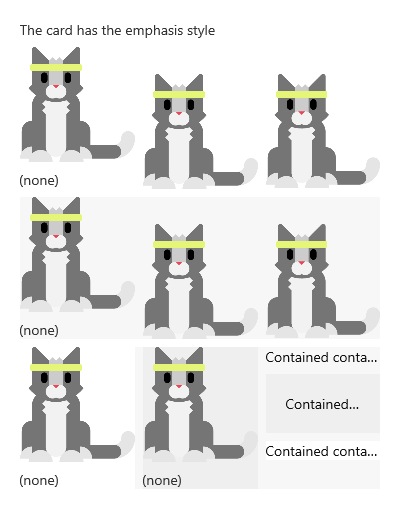 The card has the emphasis style
(none)
(none)
Contained conta...
Contained...
Contained conta...
(none)
(none)